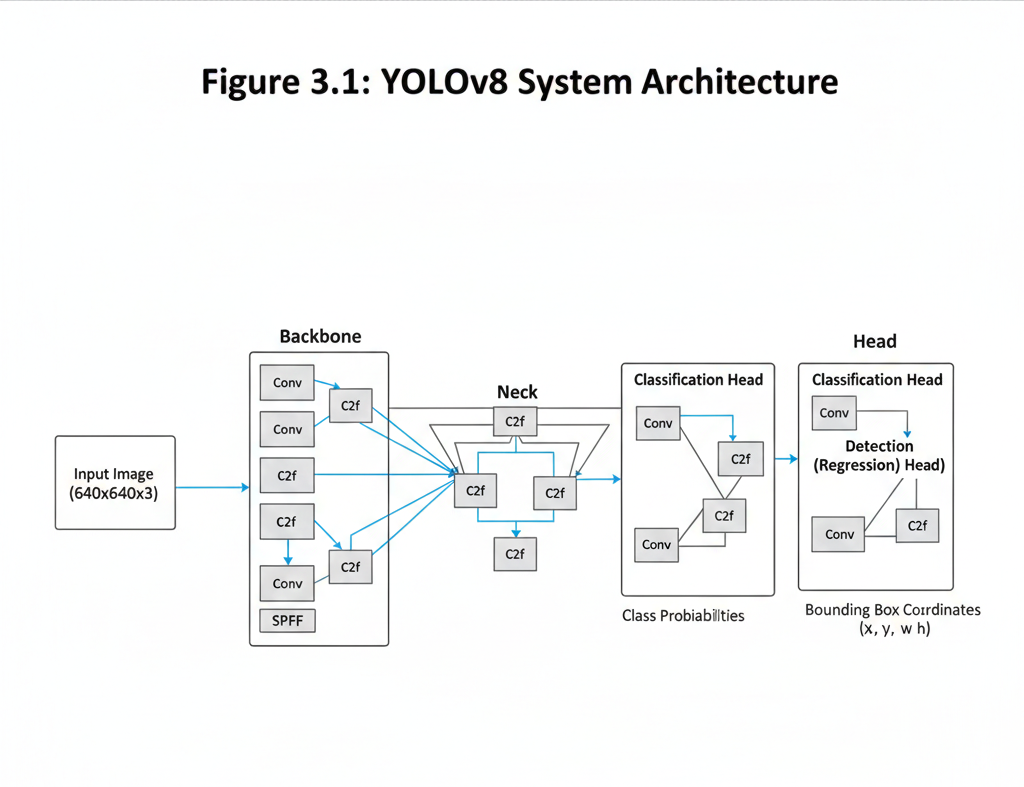 Figure 3.1: YOLOv8 System Architecture
Backbone
Conv
C2f
Conv
C2f
C2f
C2f
Conv
SPFF
Input Image
(640x640x3)
Neck
C2f
C2f
C2f
C2f
Classification Head
Conv
C2f
C2f
Conv
Class Probiabilties
Head
Classification Head
Conv
Detection
(Regression) Head)
Conv
C2f
Bounding Box Cordinates
(x, y, w h)